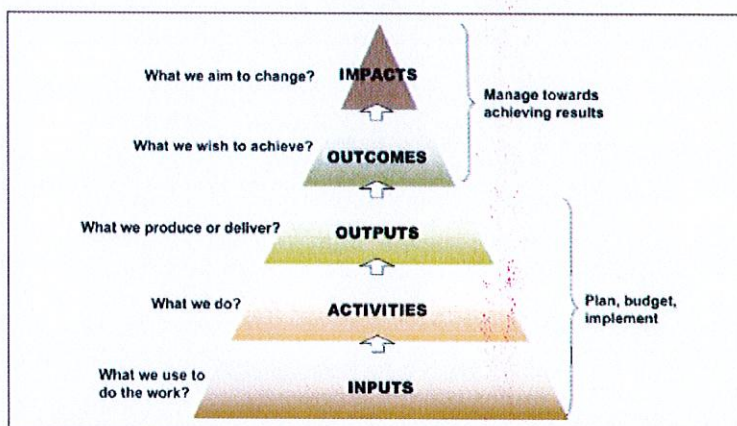 What we aim to change?
IMPACTS
Manage towards
achieving results
What we wish to achieve?
OUTCOMES
What we produce or deliver?
OUTPUTS
What we do?
ACTIVITIES
Plan, budget,
implement
What we use to
do the work?
INPUTS